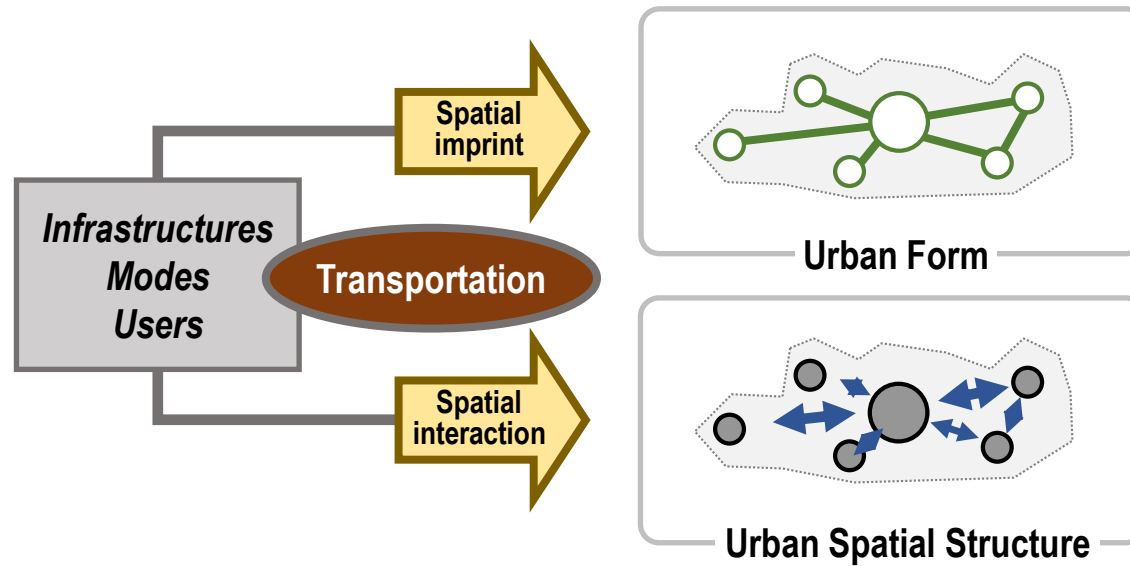 Spatial
imprint
Infrastructures
Modes
Users
Transportation
Spatial
interaction
Urban Form
Urban Spatial Structure